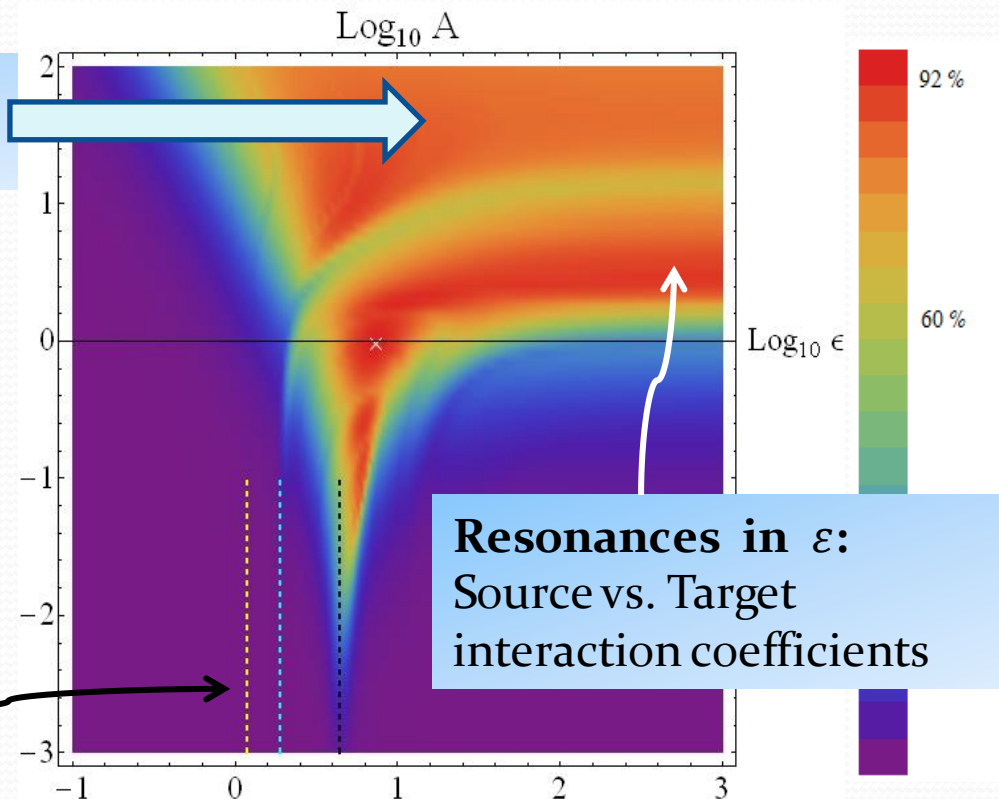 Log₁₀ A
2
1
0
−1
−2
−3
−1 0 1 2 3
Log₁₀ ϵ
92 %
60 %
Resonances in ε:
Source vs. Target
interaction coefficients